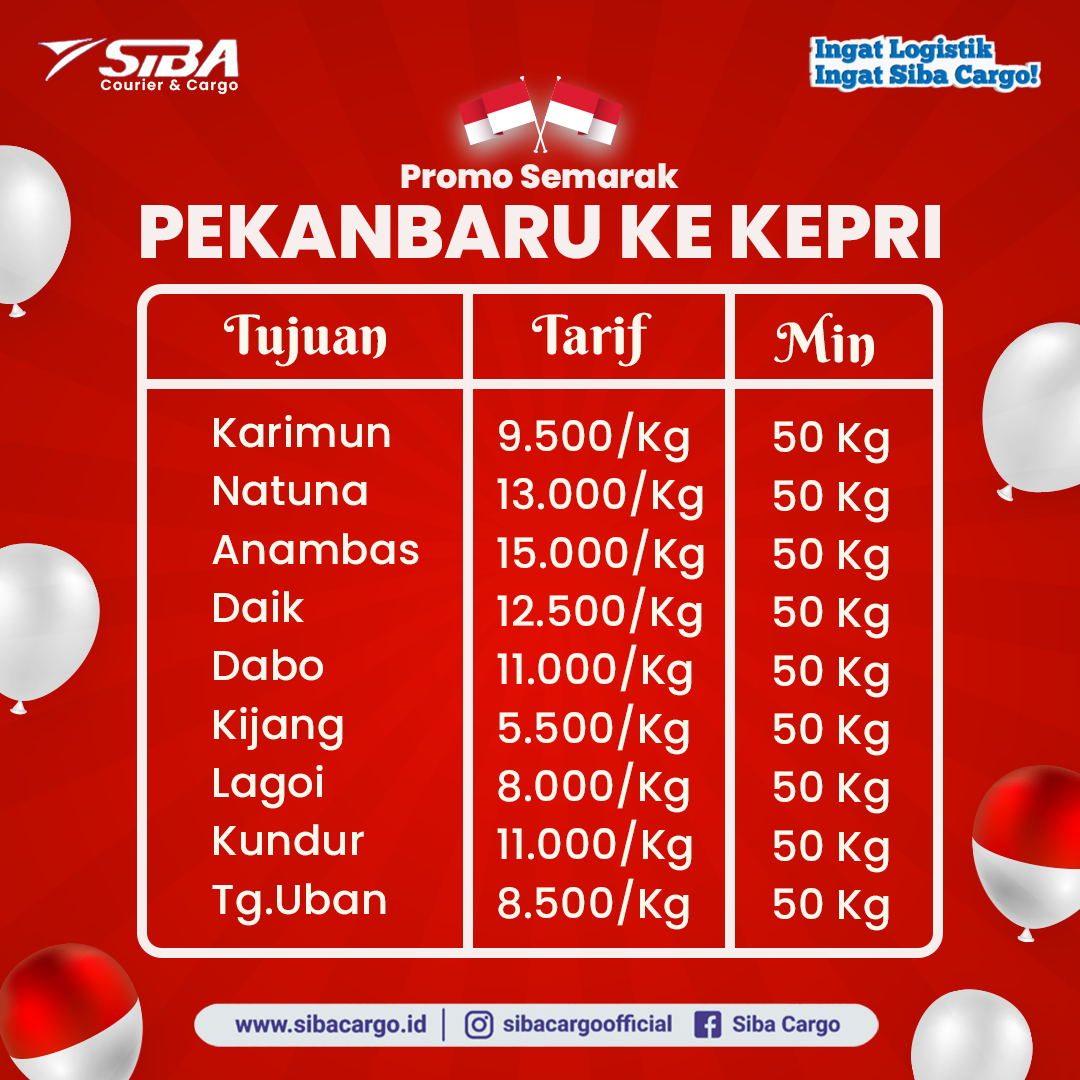 SIBA
Courier & Cargo
Ingat Logistik
Ingat Siba Cargo!
Promo Semarak
PEKANBARU KE KEPRI
Tujuan Tarif Min
Karimun 9.500/Kg 50 Kg
Natuna 13.000/Kg 50 Kg
Anambas 15.000/Kg 50 Kg
Daik 12.500/Kg 50 Kg
Dabo 11.000/Kg 50 Kg
Kijang 5.500/Kg 50 Kg
Lagoi 8.000/Kg 50 Kg
Kundur 11.000/Kg 50 Kg
Tg.Uban 8.500/Kg 50 Kg
www.sibacargo.id | sibacargoofficial Siba Cargo